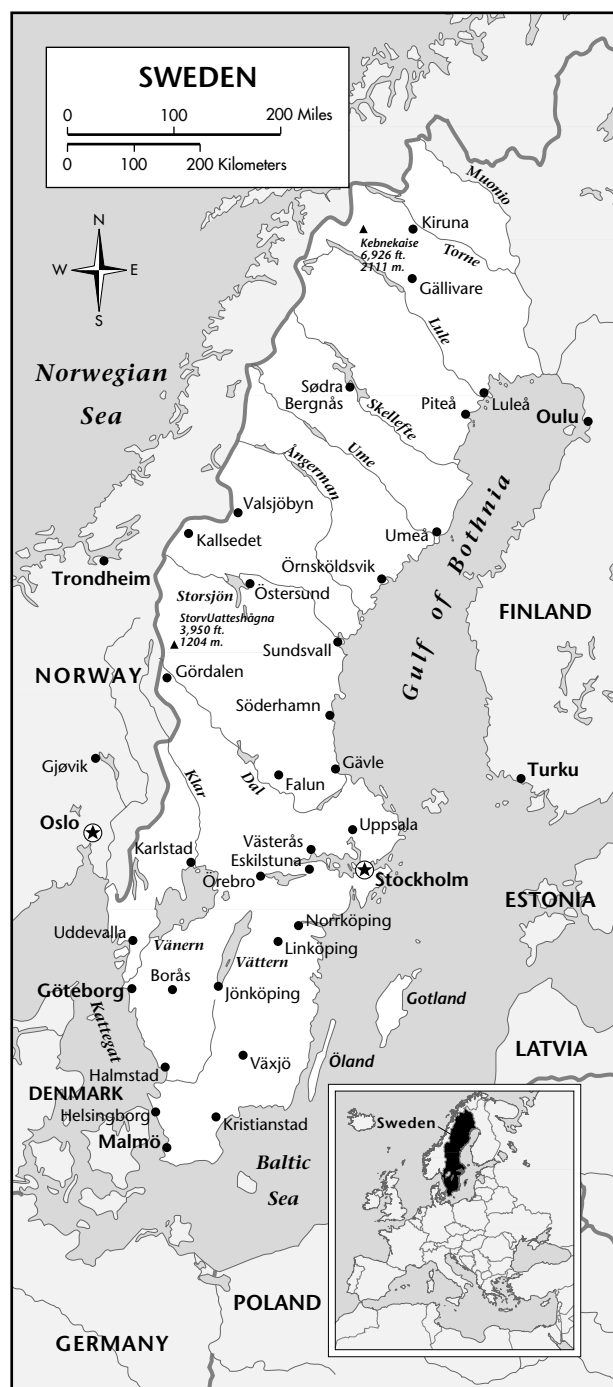 SWEDEN
0 100 200 Miles
0 100 200 Kilometers
N
W E
S
Muonio
Kiruna
Kebnekaise
6,926 ft.
2111 m.
Torne
Gällivare
Lule
Norwegian
Sea
Sødra
Bergnås
Skellefte
Piteå
Luleå
Oulu
Ume
Ångerman
Valsjöbyn
Kallsedet
Umeå
Gulf of Bothnia
Trondheim
Örnsköldsvik
Storsjön
Östersund
FINLAND
StorvUatteshågna
3,950 ft.
1204 m.
Sundsvall
NORWAY
Gördalen
Söderhamn
Gjøvik
Klar
Dal
Falun
Gävle
Turku
Oslo
Uppsala
Karlstad
Västerås
Eskilstuna
Örebro
Stockholm
ESTONIA
Norrköping
Uddevalla
Vänern
Linköping
Vättern
Göteborg
Borås
Jönköping
Gotland
Kattegat
Öland
LATVIA
Växjö
Halmstad
DENMARK
Helsingborg
Kristianstad
Malmö
Baltic
Sea
Sweden
POLAND
GERMANY